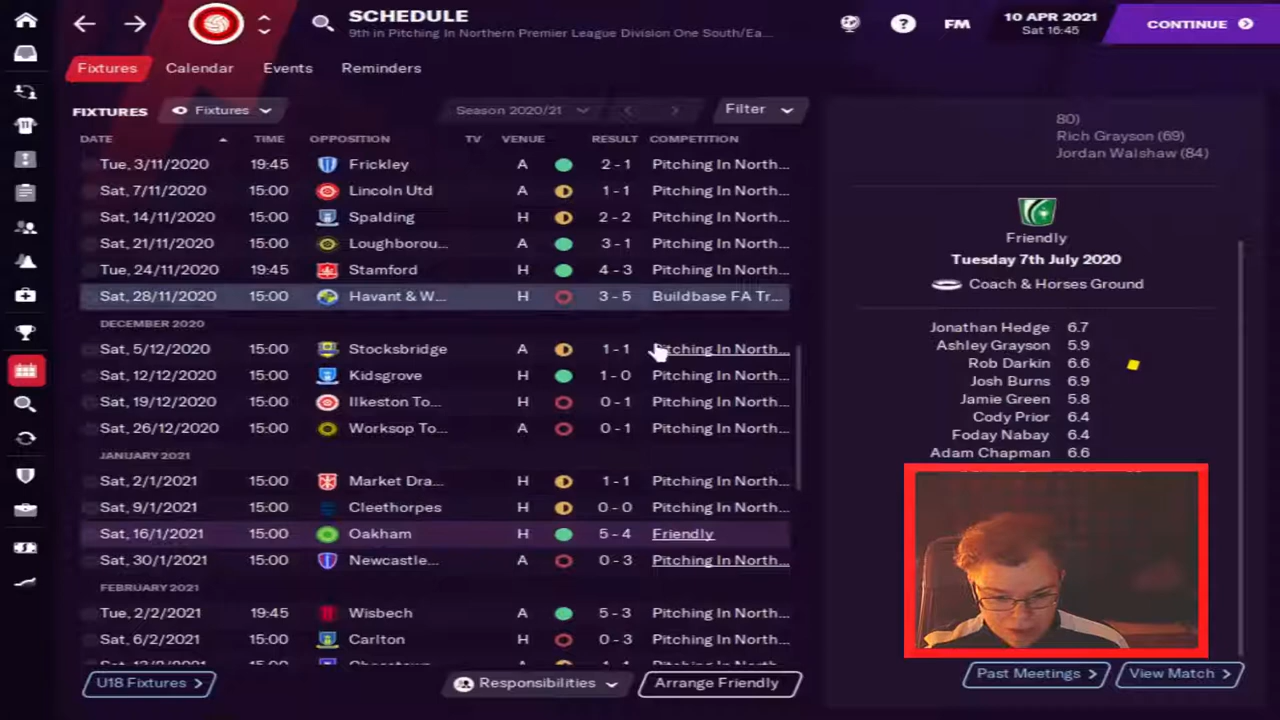 SCHEDULE
9th in Pitching In Northern Premier League Division One South/Ea...
FM
10 APR 2021
Sat 16:45
CONTINUE
Fixtures Calendar Events Reminders
FIXTURES Fixtures Season 2020/21 Filter
DATE TIME OPPOSITION TV VENUE RESULT COMPETITION
Tue, 3/11/2020 19:45 Frickley A 2 - 1 Pitching In North...
Sat, 7/11/2020 15:00 Lincoln Utd A 1 - 1 Pitching In North...
Sat, 14/11/2020 15:00 Spalding H 2 - 2 Pitching In North...
Sat, 21/11/2020 15:00 Loughborou... A 3 - 1 Pitching In North...
Tue, 24/11/2020 19:45 Stamford H 4 - 3 Pitching In North...
Sat, 28/11/2020 15:00 Havant & W... H 3 - 5 Buildbase FA Tr...
DECEMBER 2020
Sat, 5/12/2020 15:00 Stocksbridge A 1 - 1 tching In North...
Sat, 12/12/2020 15:00 Kidsgrove H 1 - 0 Pitching In North...
Sat, 19/12/2020 15:00 Ilkeston To... H 0 - 1 Pitching In North...
Sat, 26/12/2020 15:00 Worksop To... A 0 - 1 Pitching In North...
JANUARY 2021
Sat, 2/1/2021 15:00 Market Dra... H 1 - 1 Pitching In North...
Sat, 9/1/2021 15:00 Cleethorpes H 0 - 0 Pitching In North...
Sat, 16/1/2021 15:00 Oakham H 5 - 4 Friendly
Sat, 30/1/2021 15:00 Newcastle... A 0 - 3 Pitching In North...
FEBRUARY 2021
Tue, 2/2/2021 19:45 Wisbech A 5 - 3 Pitching In North...
Sat, 6/2/2021 15:00 Carlton H 0 - 3 Pitching In North...
U18 Fixtures > Responsibilities Arrange Friendly
80)
Rich Grayson (69)
Jordan Walshaw (84)
Friendly
Tuesday 7th July 2020
Coach & Horses Ground
Jonathan Hedge 6.7
Ashley Grayson 5.9
Rob Darkin 6.6
Josh Burns 6.9
Jamie Green 5.8
Cody Prior 6.4
Foday Nabay 6.4
Adam Chapman 6.6
Past Meetings > View Match >